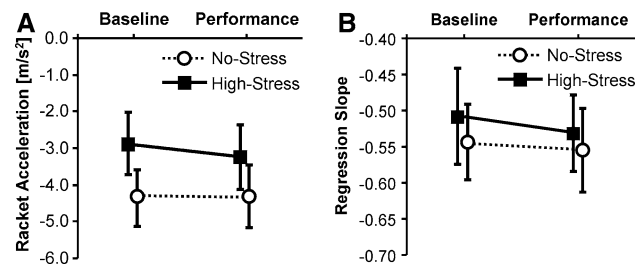 A
Baseline Performance
0.0
-1.0
-2.0
-3.0
-4.0
-5.0
-6.0
Racket Acceleration [m/s²]
No-Stress
High-Stress
B
Baseline Performance
-0.40
-0.45
-0.50
-0.55
-0.60
-0.65
-0.70
Regression Slope
No-Stress
High-Stress